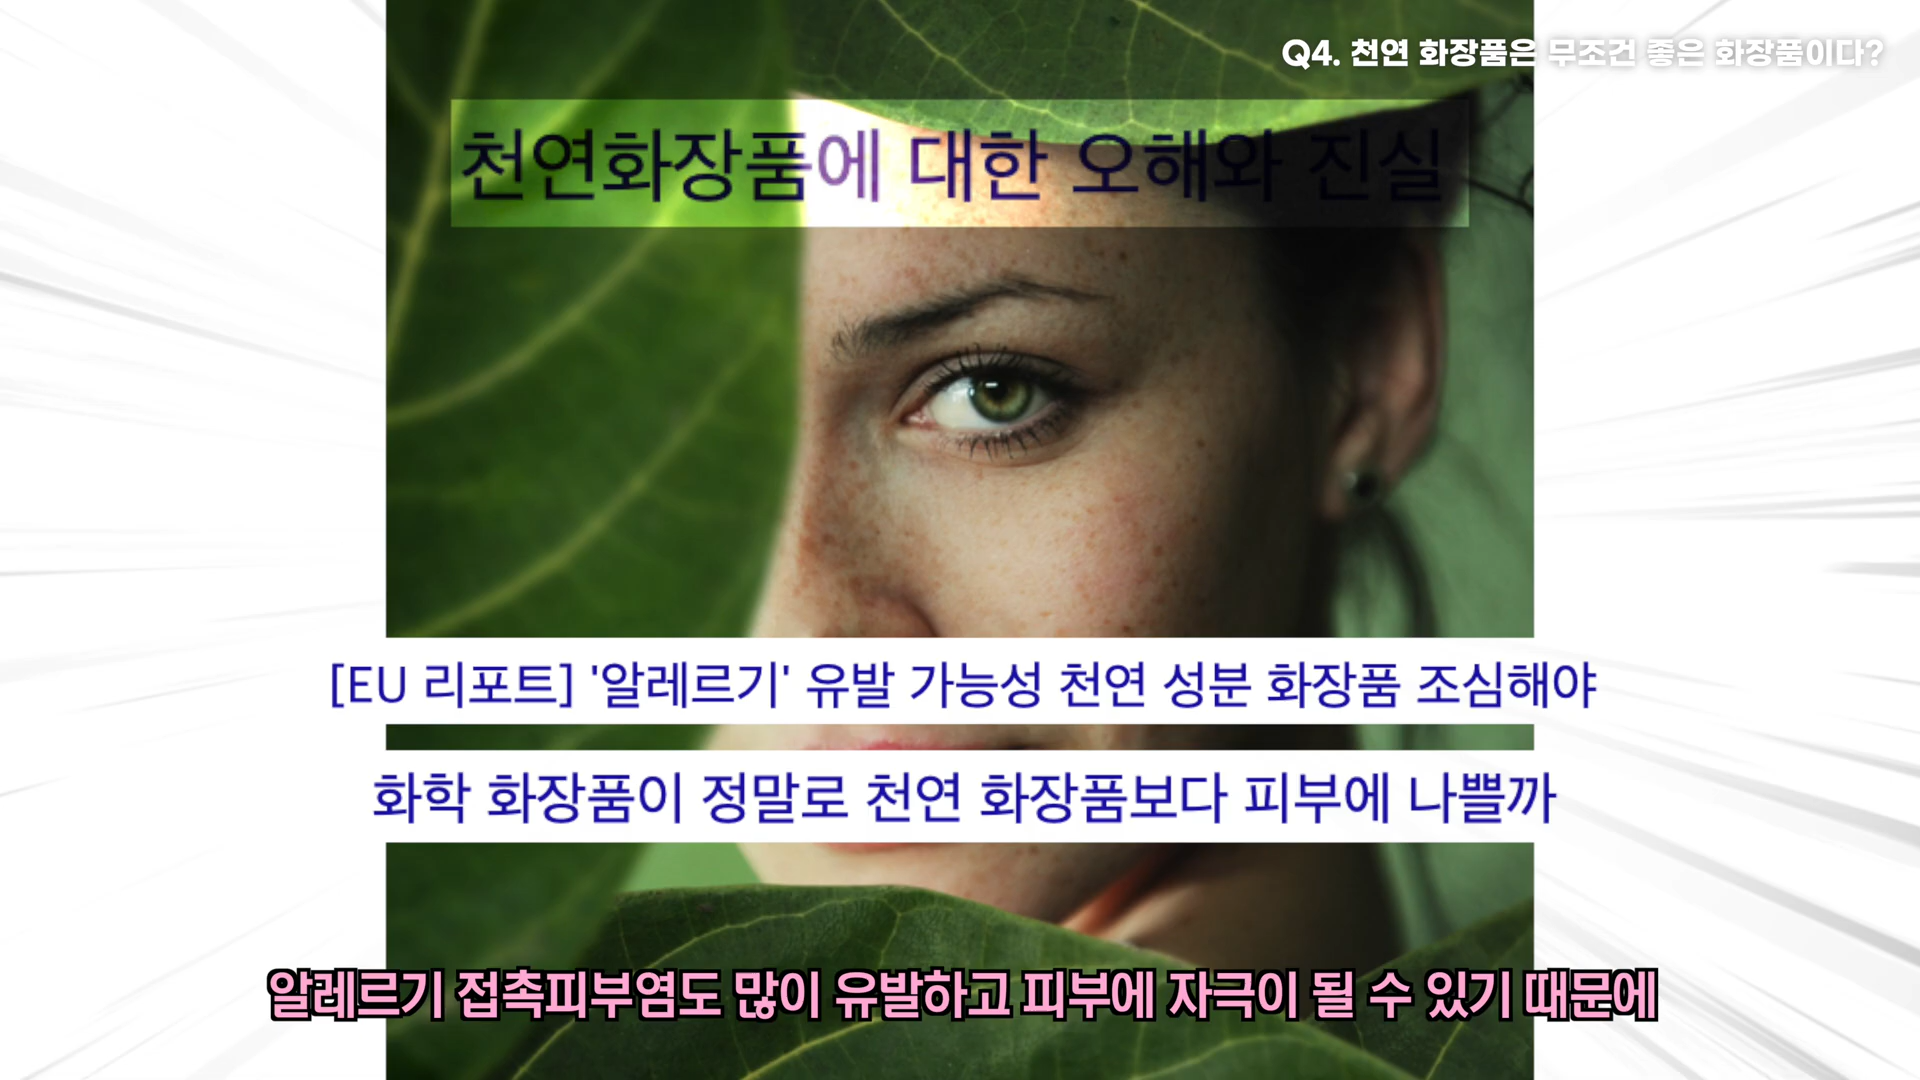 Q4. 천연 화장품은 무조건 좋은 화장품이다?
천연화장품에 대한 오해와 진실
[EU 리포트] '알레르기' 유발 가능성 천연 성분 화장품 조심해야
화학 화장품이 정말로 천연 화장품보다 피부에 나쁠까
알레르기 접촉피부염도 많이 유발하고 피부에 자극이 될 수 있기 때문에